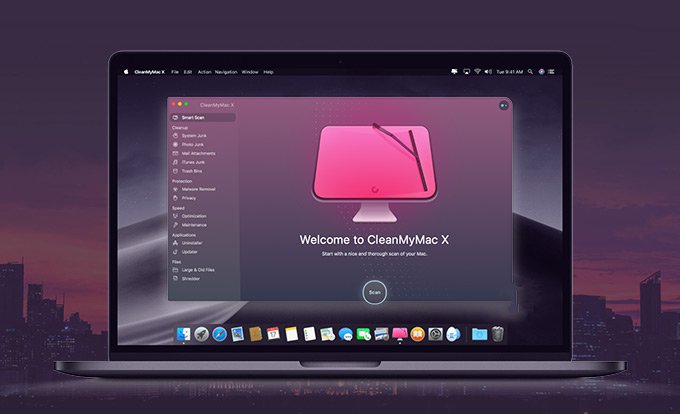 CleanMyMac X File Edit Action Navigation Window Help Tue 9:41 AM
CleanMyMac X
Smart Scan
Cleanup
System Junk
Photo Junk
Mail Attachments
iTunes Junk
Trash Bins
Protection
Malware Removal
Privacy
Speed
Optimization
Maintenance
Applications
Uninstaller
Updater
Files
Large & Old Files
Shredder
Welcome to CleanMyMac X
Start with a nice and thorough scan of your Mac.
Scan
17